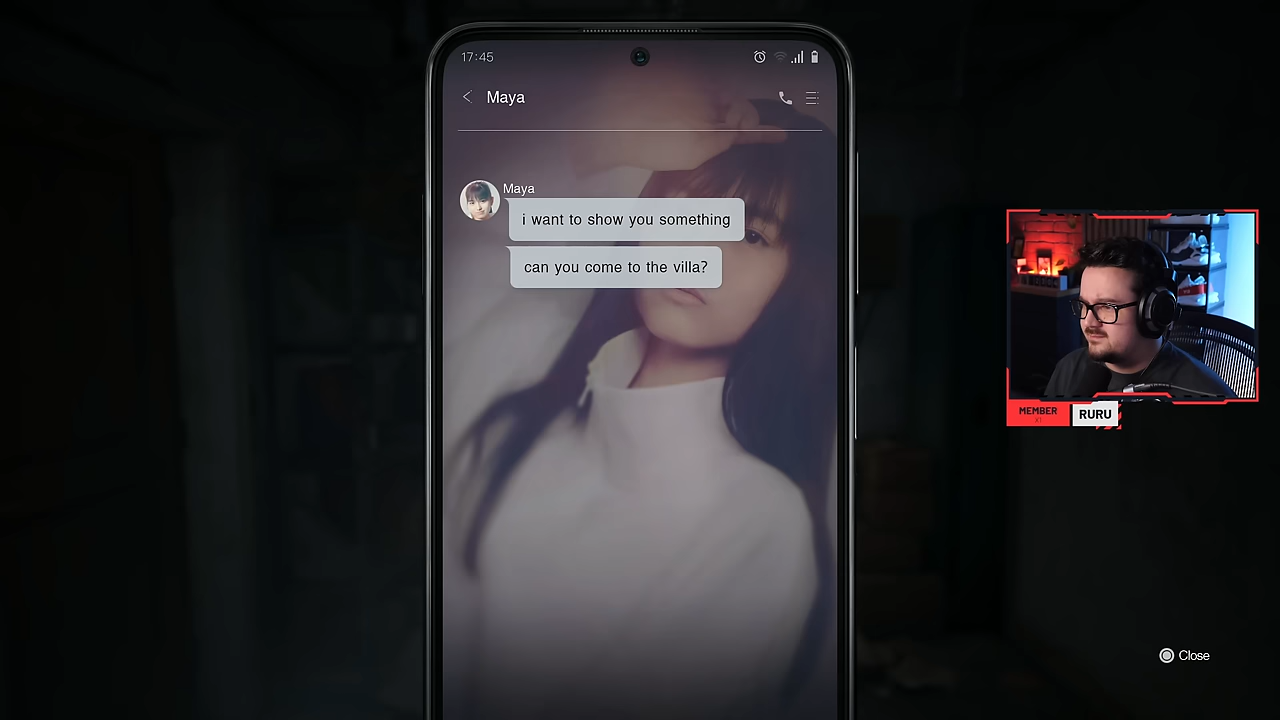 17:45
Maya
Maya
i want to show you something
can you come to the villa?
MEMBER
RURU
Close